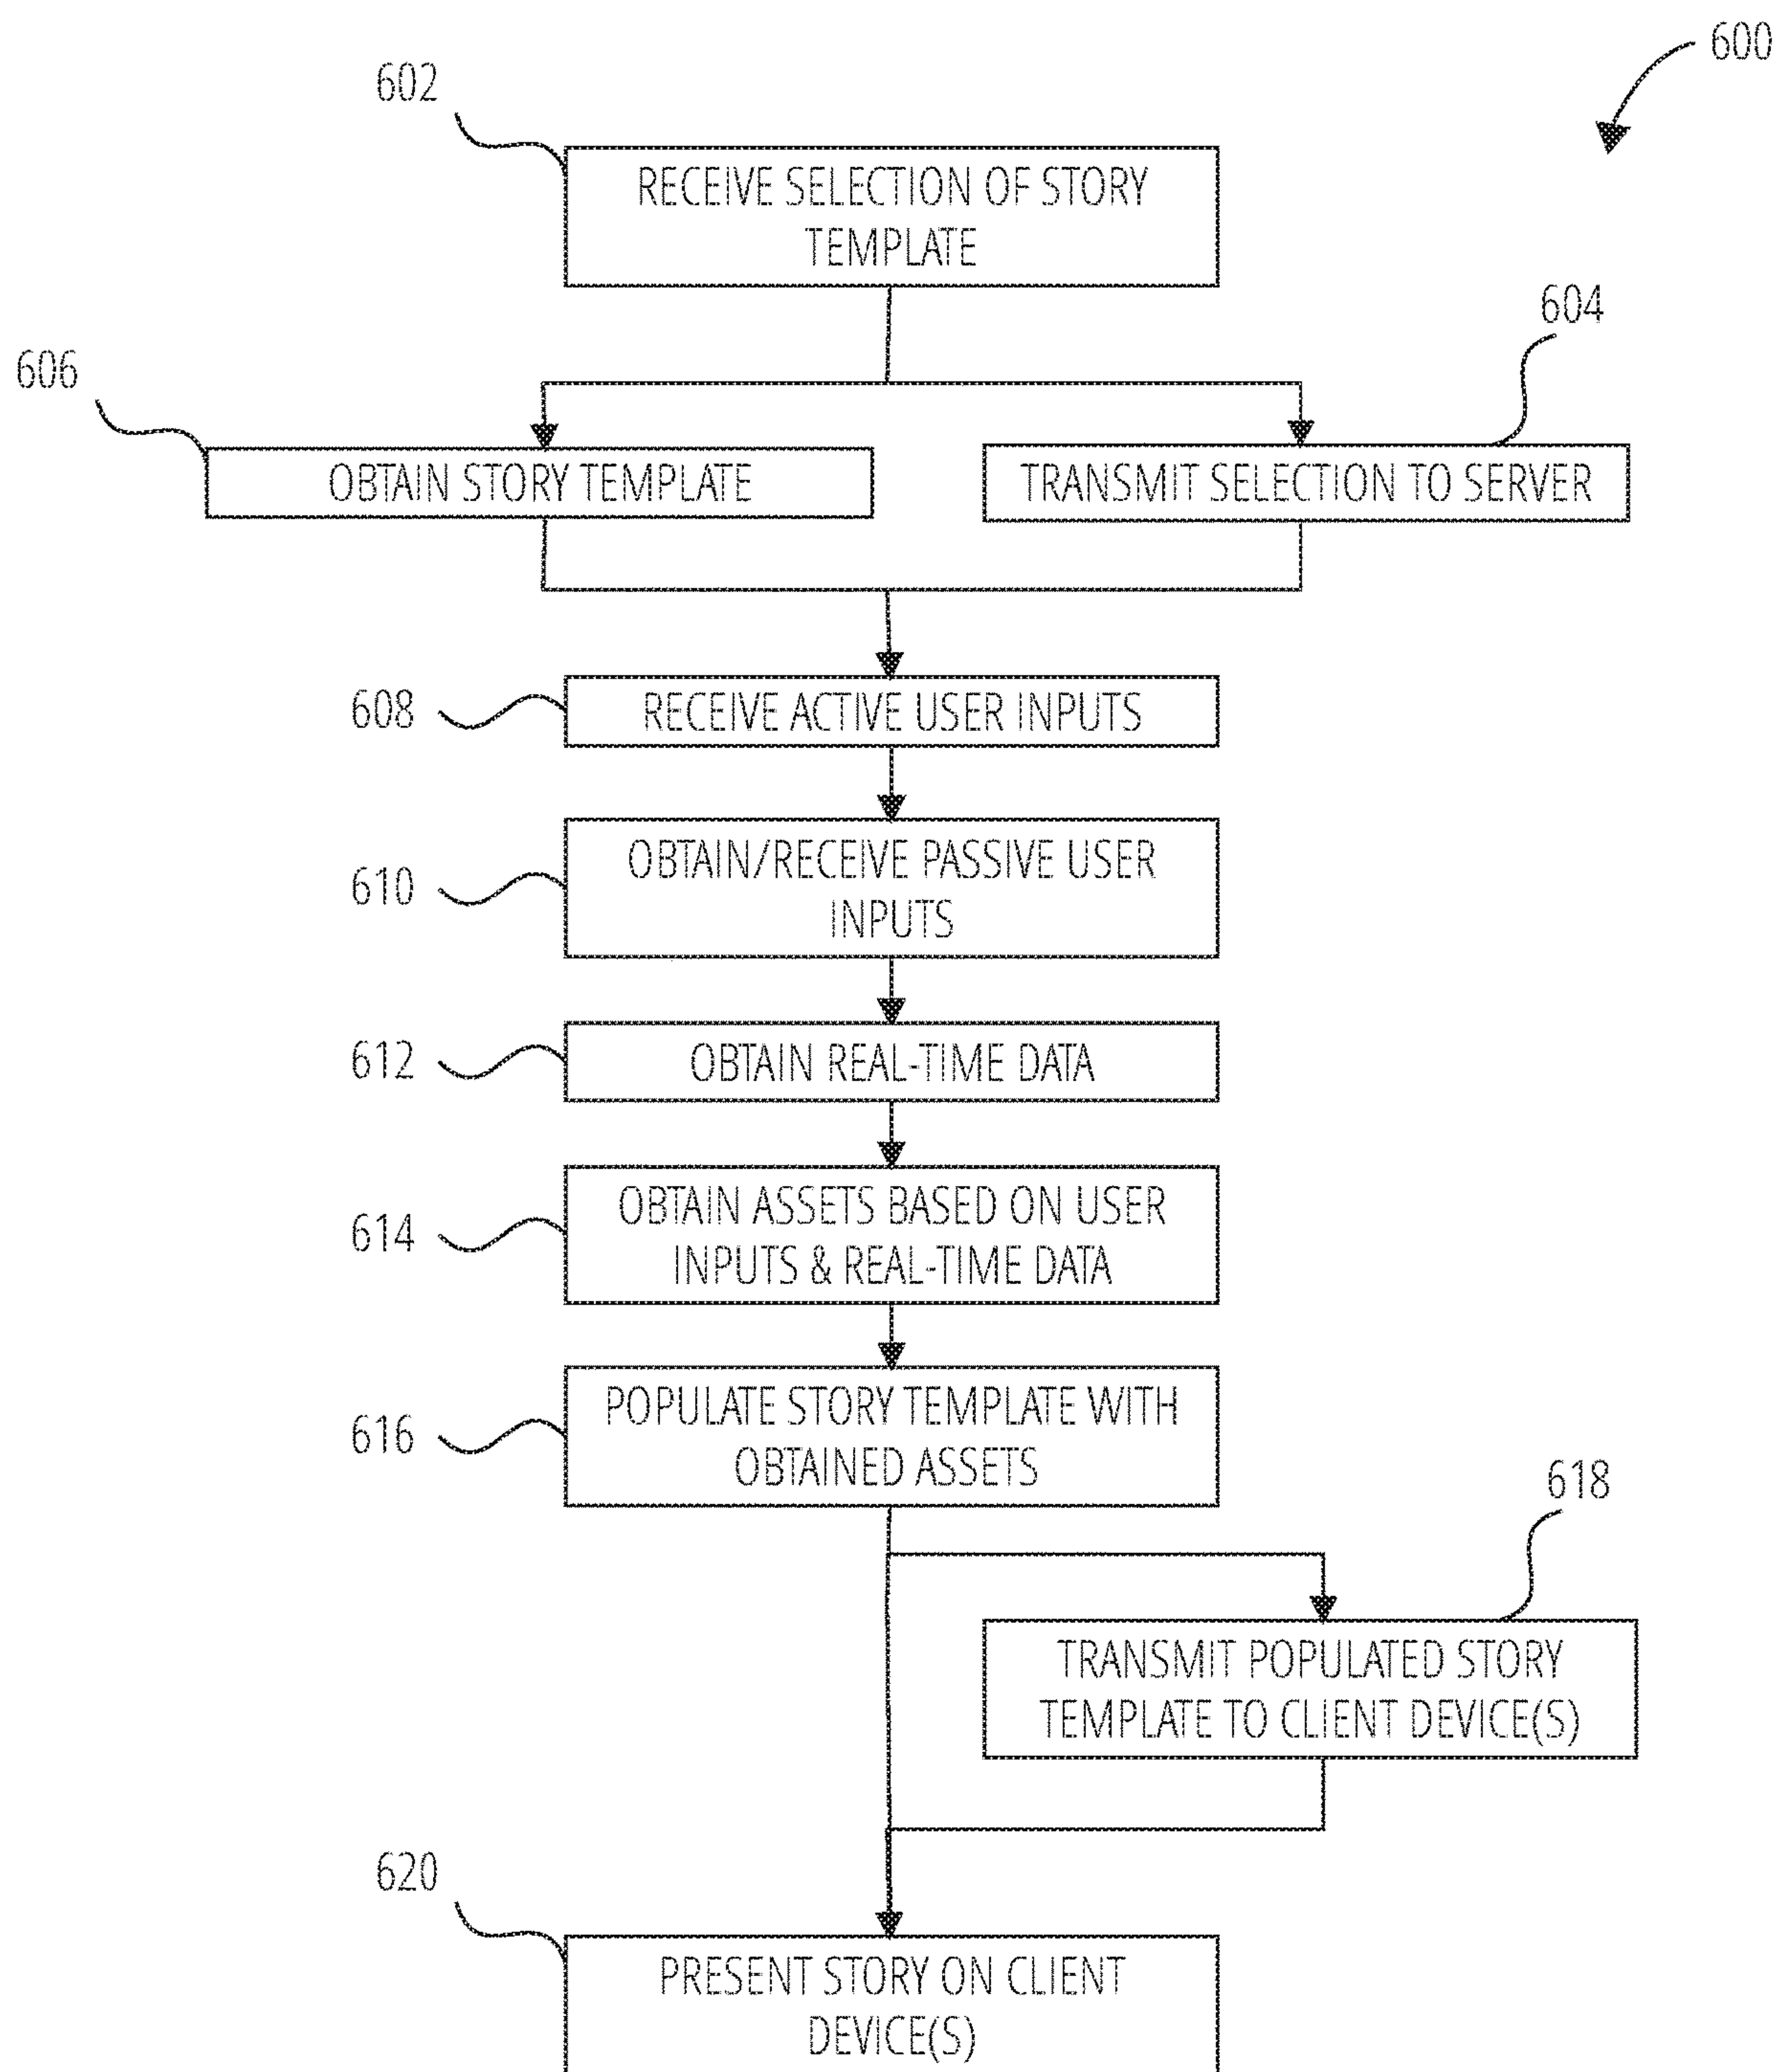 600
602
RECEIVE SELECTION OF STORY
TEMPLATE
604
606
OBTAIN STORY TEMPLATE
TRANSMIT SELECTION TO SERVER
608
RECEIVE ACTIVE USER INPUTS
610
OBTAIN/RECEIVE PASSIVE USER
INPUTS
612
OBTAIN REAL-TIME DATA
614
OBTAIN ASSETS BASED ON USER
INPUTS & REAL-TIME DATA
616
POPULATE STORY TEMPLATE WITH
OBTAINED ASSETS
618
TRANSMIT POPULATED STORY
TEMPLATE TO CLIENT DEVICE(S)
620
PRESENT STORY ON CLIENT
DEVICE(S)